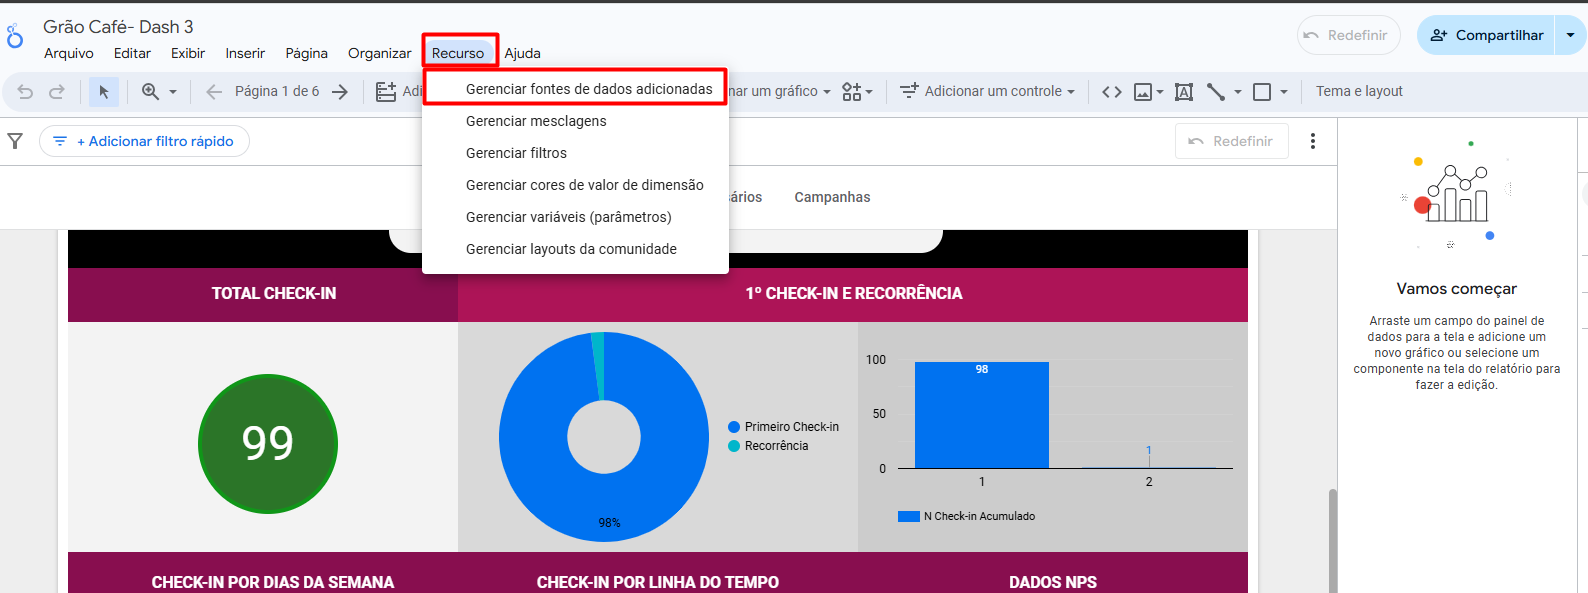 Grão Café- Dash 3
Arquivo Editar Exibir Inserir Página Organizar Recurso Ajuda
Redefinir
Compartilhar
Gerenciar fontes de dados adicionadas
Gerenciar mesclagens
Gerenciar filtros
Gerenciar cores de valor de dimensão
Gerenciar variáveis (parâmetros)
Gerenciar layouts da comunidade
Página 1 de 6
um gráfico
Adicionar um controle
Tema e layout
+ Adicionar filtro rápido
Redefinir
Campanhas
TOTAL CHECK-IN
1º CHECK-IN E RECORRÊNCIA
99
98%
Primeiro Check-in
Recorrência
100
50
0
98
1
1
2
N Check-in Acumulado
CHECK-IN POR DIAS DA SEMANA
CHECK-IN POR LINHA DO TEMPO
DADOS NPS
Vamos começar
Arraste um campo do painel de
dados para a tela e adicione um
novo gráfico ou selecione um
componente na tela do relatório para
fazer a edição.